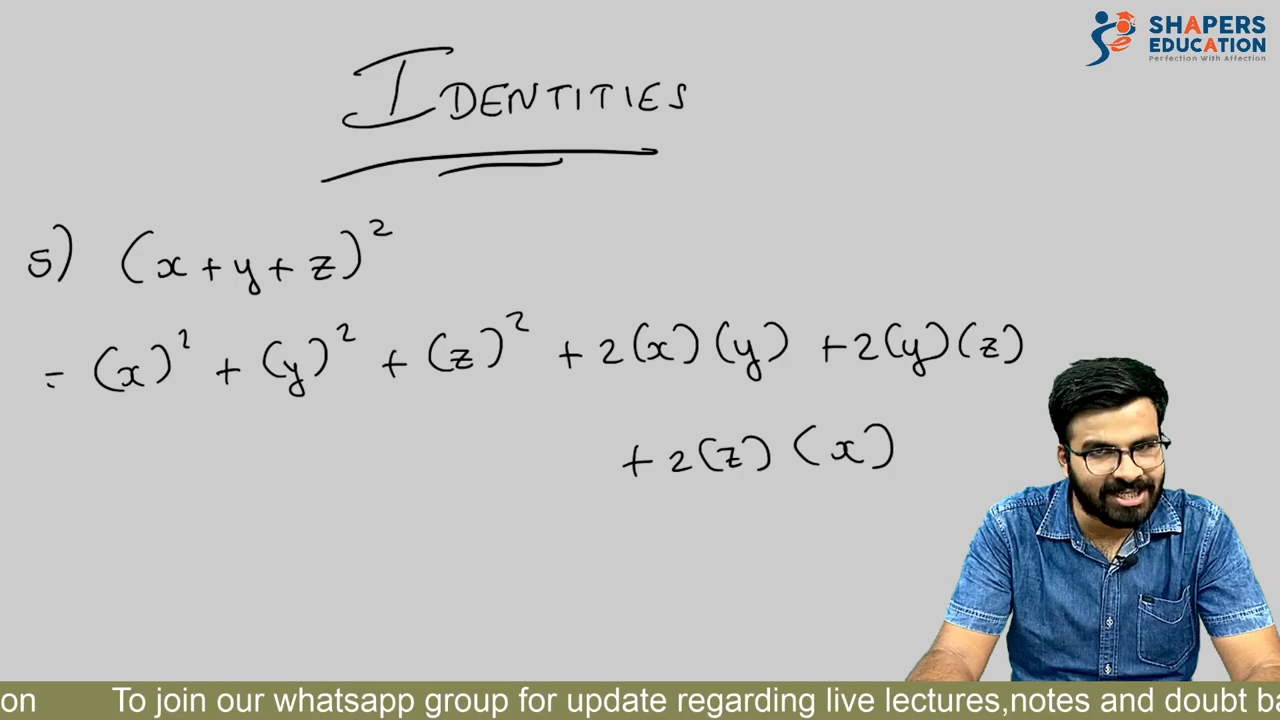 SHAPERS
EDUCATION
Perfection With Affection
IDENTITIES
5) (x+y+z)²
= (x)² + (y)² + (z)² + 2(x)(y) + 2(y)(z)
+ 2(z)(x)
on To join our whatsapp group for update regarding live lectures,notes and doubt ba